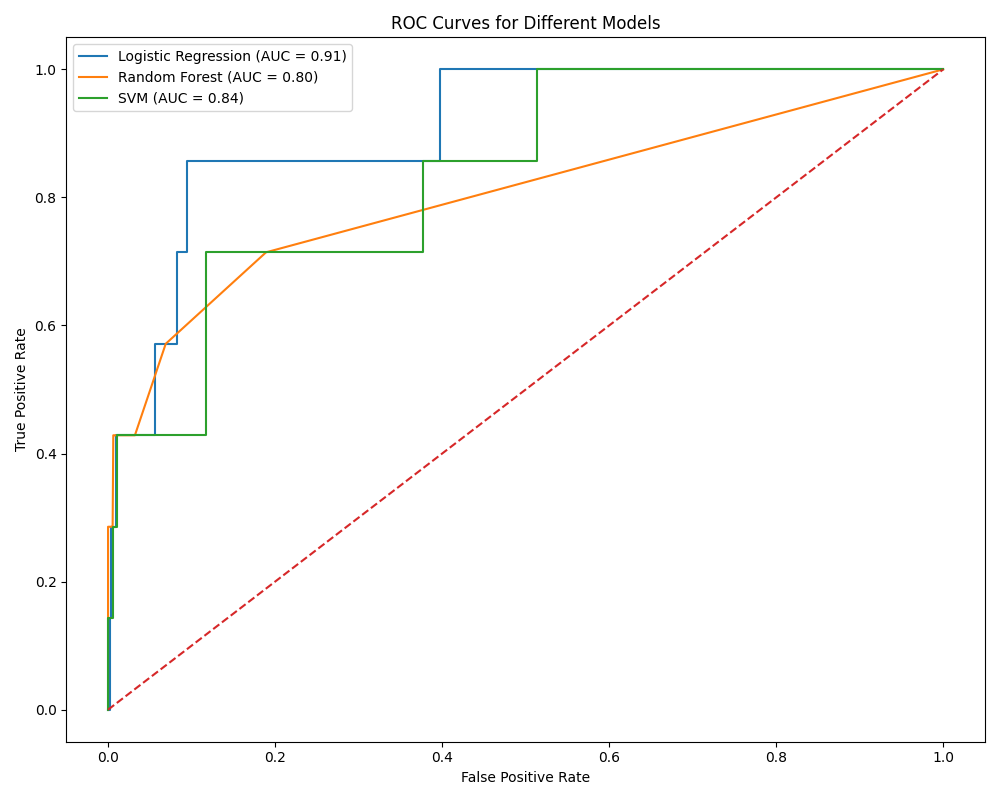 ROC Curves for Different Models
Logistic Regression (AUC = 0.91)
Random Forest (AUC = 0.80)
SVM (AUC = 0.84)
True Positive Rate
1.0
0.8
0.6
0.4
0.2
0.0
0.0 0.2 0.4 0.6 0.8 1.0
False Positive Rate